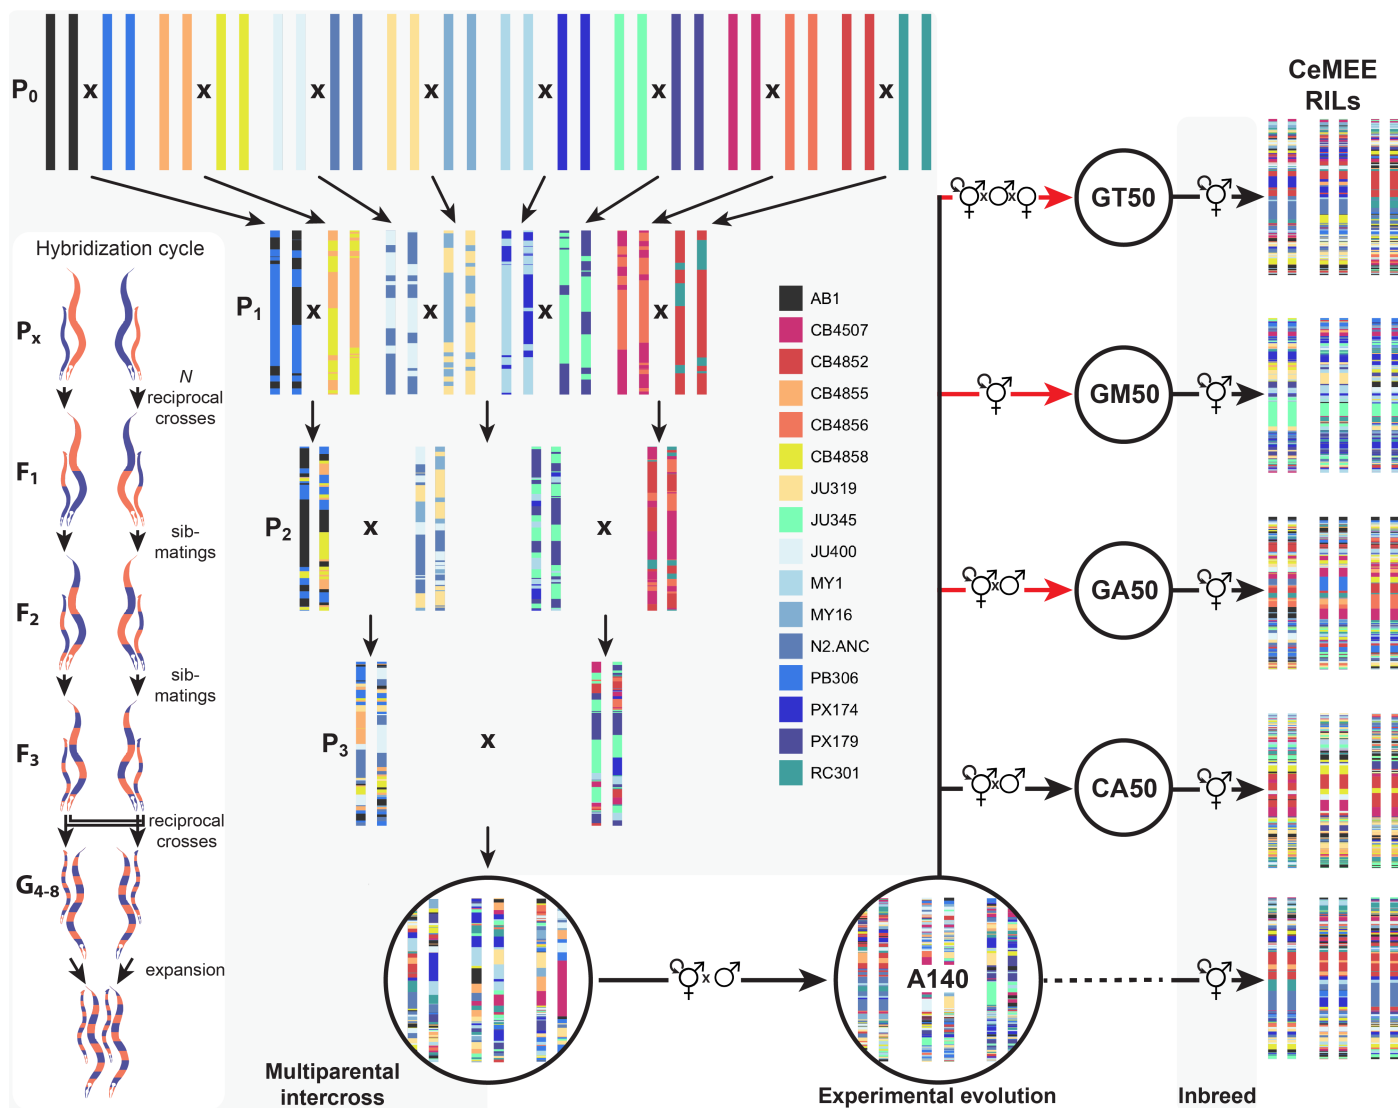 P0
x x x x x x x x
CeMEE
RILs
Hybridization cycle
Px
N
reciprocal
crosses
F1
sib-
matings
F2
sib-
matings
F3
reciprocal
crosses
G4-8
expansion
P1
x x x x
P2
x x
P3
x
AB1
CB4507
CB4852
CB4855
CB4856
CB4858
JU319
JU345
JU400
MY1
MY16
N2.ANC
PB306
PX174
PX179
RC301
x x
GT50
GM50
x
GA50
x
CA50
x
A140
Multiparental
intercross
Experimental evolution
Inbreed